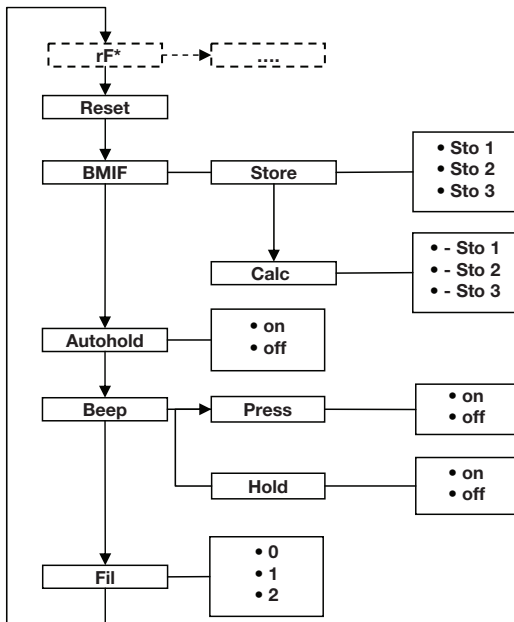 rF*
....
Reset
BMIF
Store
• Sto 1
• Sto 2
• Sto 3
Calc
• - Sto 1
• - Sto 2
• - Sto 3
Autohold
• on
• off
Beep
Press
• on
• off
Hold
• on
• off
Fil
• 0
• 1
• 2